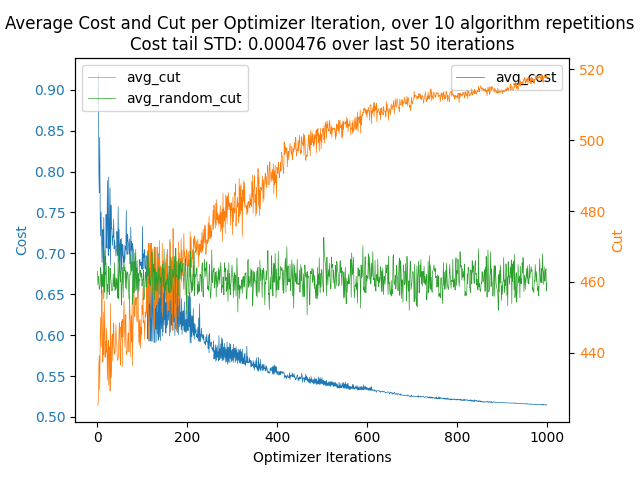 Average Cost and Cut per Optimizer Iteration, over 10 algorithm repetitions
Cost tail STD: 0.000476 over last 50 iterations
avg_cut
avg_random_cut
avg_cost
0.90
0.85
0.80
0.75
0.70
0.65
0.60
0.55
0.50
Cost
520
500
480
460
440
Cut
0
200
400
600
800
1000
Optimizer Iterations